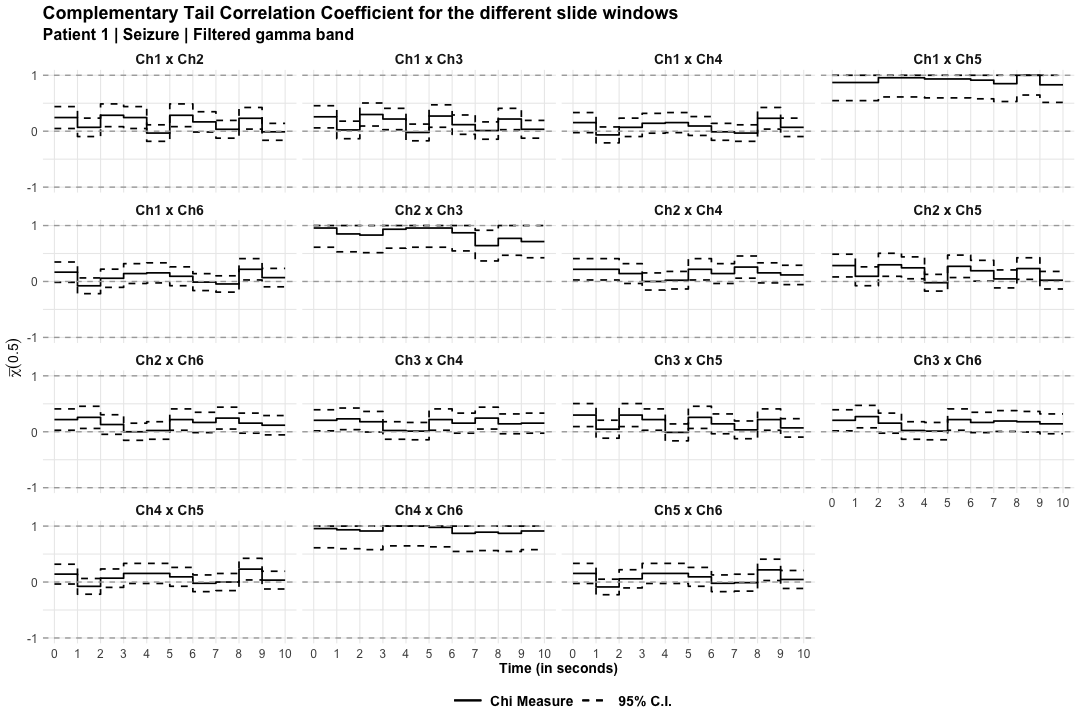 Complementary Tail Correlation Coefficient for the different slide windows
Patient 1 | Seizure | Filtered gamma band
Ch1 x Ch2 Ch1 x Ch3 Ch1 x Ch4 Ch1 x Ch5
1
0
-1
Ch1 x Ch6 Ch2 x Ch3 Ch2 x Ch4 Ch2 x Ch5
1
0
-1
χ̅(0.5)
Ch2 x Ch6 Ch3 x Ch4 Ch3 x Ch5 Ch3 x Ch6
1
0
-1
0 1 2 3 4 5 6 7 8 9 10
Ch4 x Ch5 Ch4 x Ch6 Ch5 x Ch6
1
0
-1
0 1 2 3 4 5 6 7 8 9 10 0 1 2 3 4 5 6 7 8 9 10 0 1 2 3 4 5 6 7 8 9 10
Time (in seconds)
Chi Measure 95% C.I.